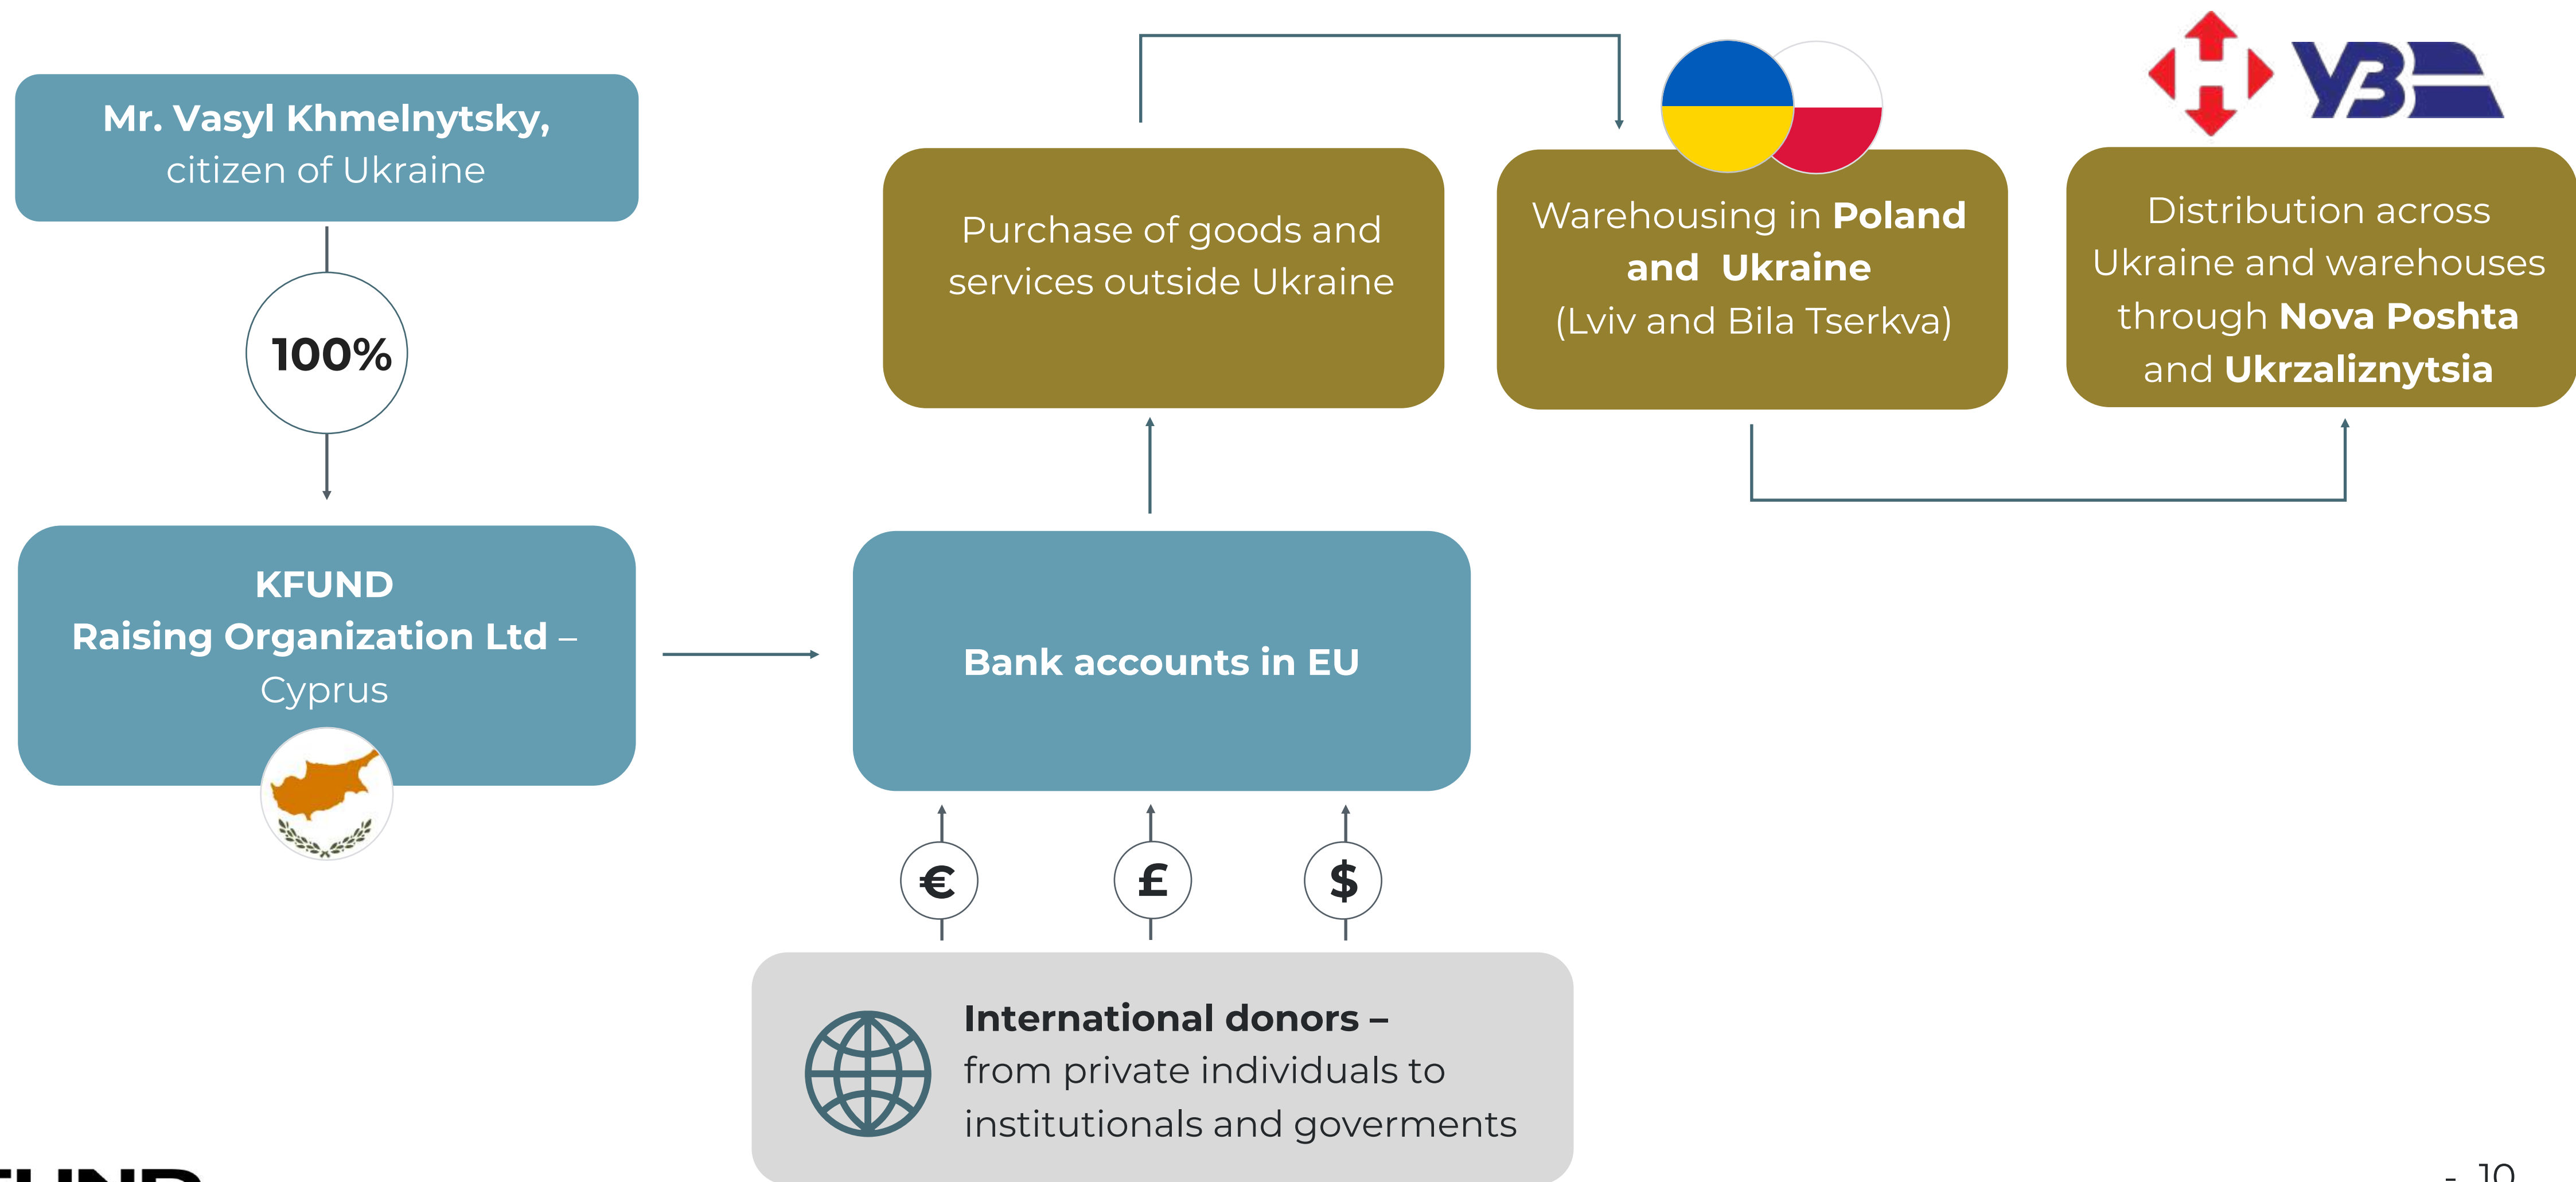 Mr. Vasyl Khmelnytsky,
citizen of Ukraine
100%
KFUND
Raising Organization Ltd –
Cyprus
Purchase of goods and
services outside Ukraine
Warehousing in Poland
and Ukraine
(Lviv and Bila Tserkva)
УЗ
Distribution across
Ukraine and warehouses
through Nova Poshta
and Ukrzaliznytsia
Bank accounts in EU
€
£
$
International donors –
from private individuals to
institutionals and goverments
- 10